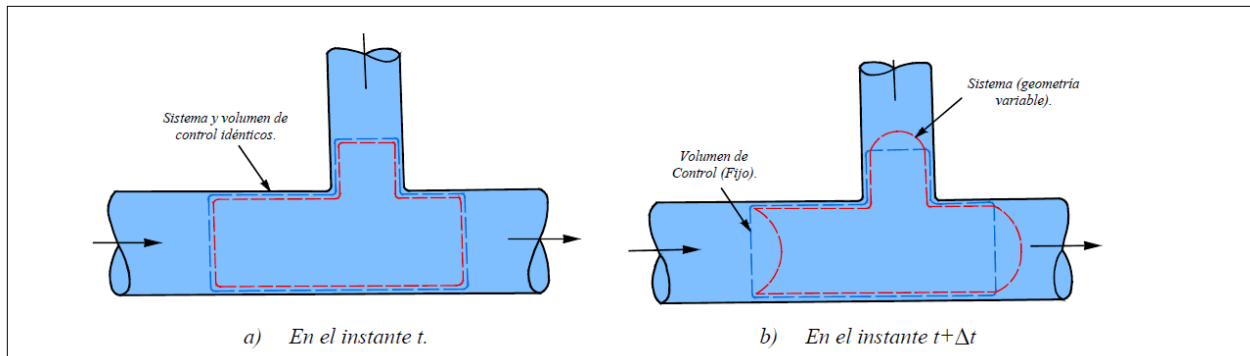 Sistema y volumen de
control idénticos.
Sistema (geometría
variable).
Volumen de
Control (Fijo).
a) En el instante t.
b) En el instante t+Δt